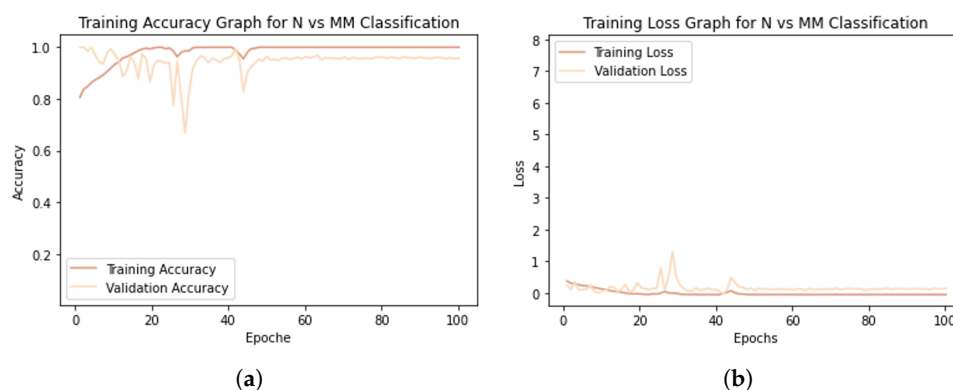 Training Accuracy Graph for N vs MM Classification
1.0
0.8
0.6
0.4
0.2
Accuracy
Training Accuracy
Validation Accuracy
0 20 40 60 80 100
Epoche
(a)
Training Loss Graph for N vs MM Classification
Training Loss
Validation Loss
8
7
6
5
4
3
2
1
0
Loss
0 20 40 60 80 100
Epochs
(b)